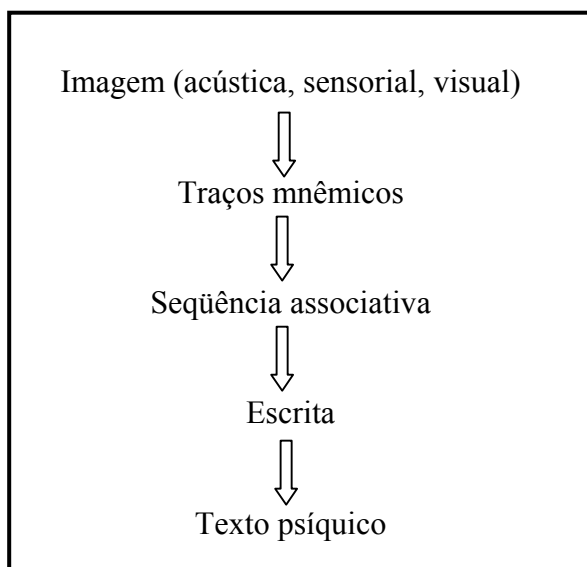 Imagem (acústica, sensorial, visual)
Traços mnêmicos
Seqüência associativa
Escrita
Texto psíquico